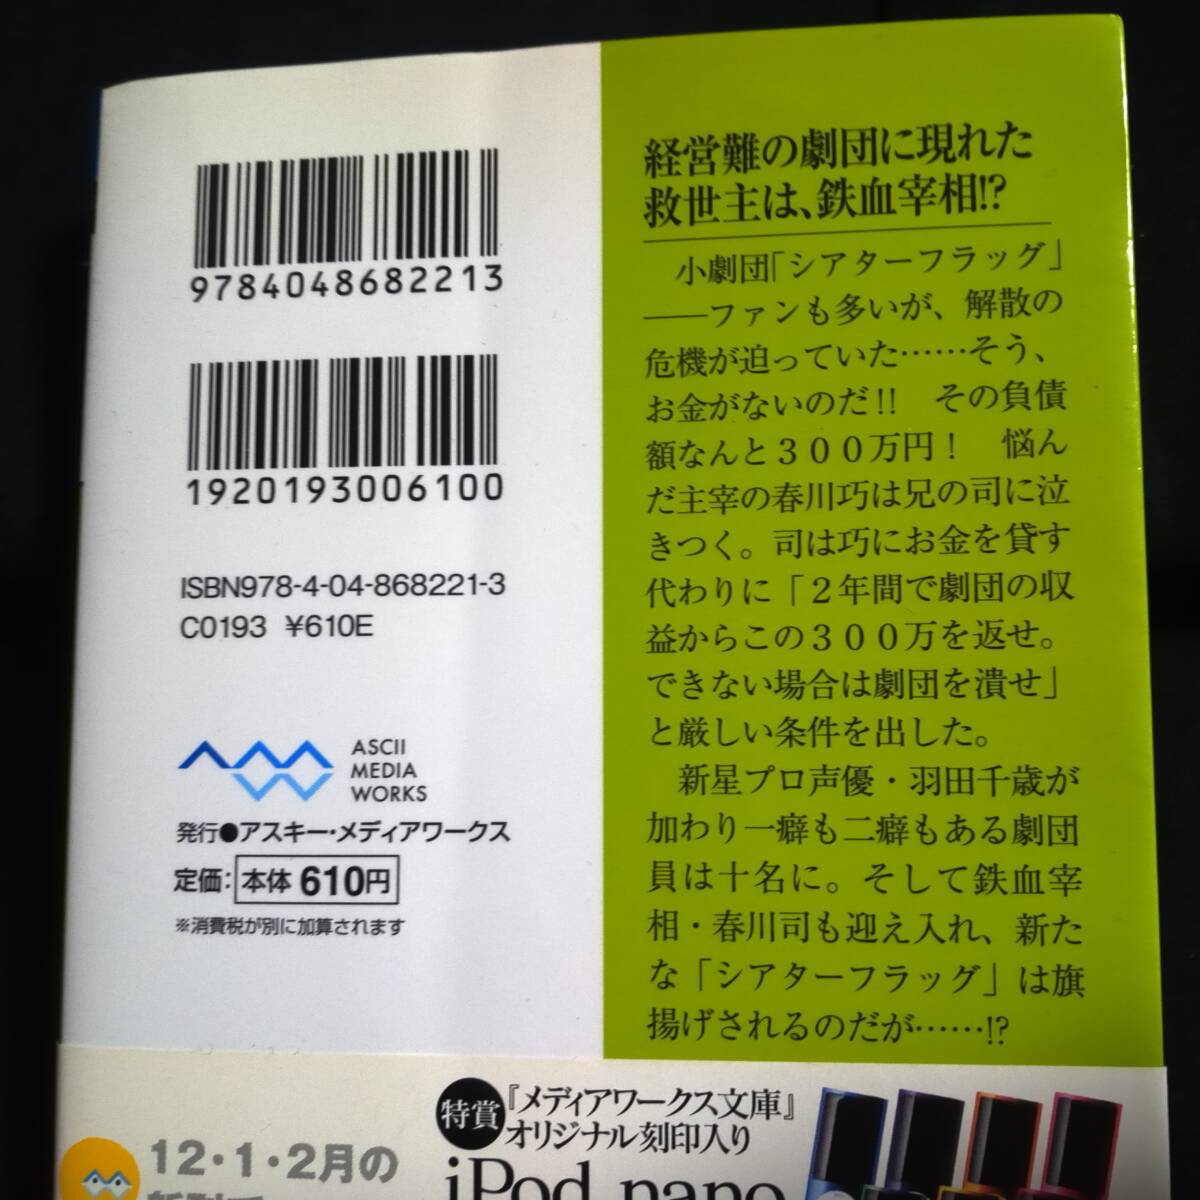 9784048682213
1920193006100
ISBN978-4-04-868221-3
C0193 ¥610E
ASCII
MEDIA
WORKS
発行●アスキー・メディアワークス
定価：本体610円
※消費税が別に加算されます
経営難の劇団に現れた
救世主は、鉄血宰相!?
小劇団「シアターフラッグ」
――ファンも多いが、解散の
危機が迫っていた……そう、
お金がないのだ!! その負債
額なんと３００万円！ 悩ん
だ主宰の春川巧は兄の司に泣
きつく。司は巧にお金を貸す
代わりに「２年間で劇団の収
益からこの３００万を返せ。
できない場合は劇団を潰せ」
と厳しい条件を出した。
新星プロ声優・羽田千歳が
加わり一癖も二癖もある劇団
員は十名に。そして鉄血宰
相・春川司も迎え入れ、新た
な「シアターフラッグ」は旗
揚げされるのだが……!?
12・1・2月の
特賞
『メディアワークス文庫』
オリジナル刻印入り
iPod nano